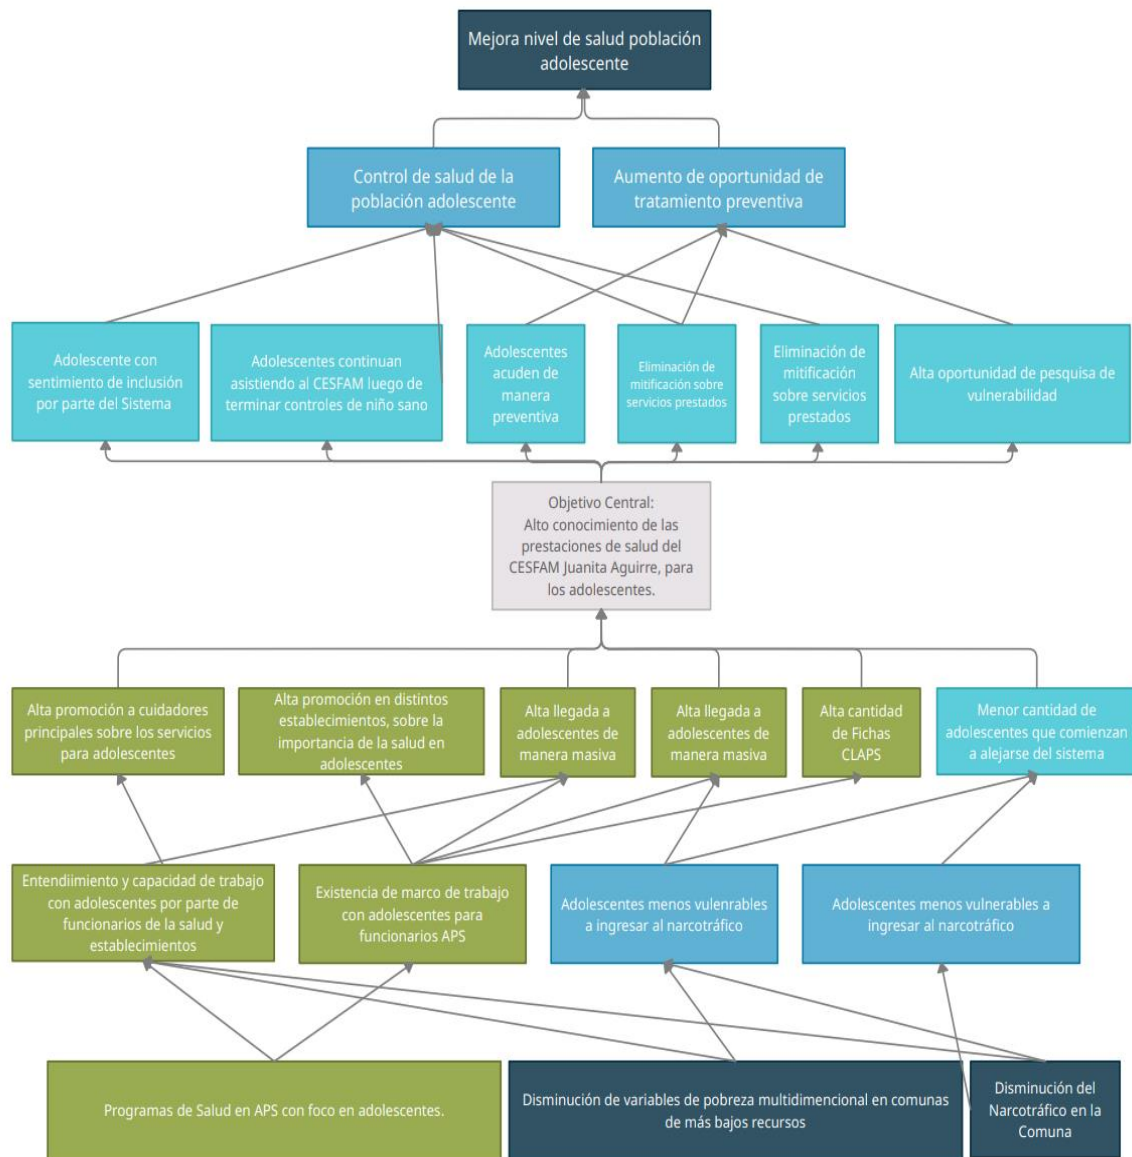 Mejora nivel de salud población
adolescente
Control de salud de la
población adolescente
Aumento de oportunidad de
tratamiento preventiva
Adolescente con
sentimiento de inclusión
por parte del Sistema
Adolescentes continuan
asistiendo al CESFAM luego de
terminar controles de niño sano
Adolescentes
acuden de
manera
preventiva
Eliminación de
mitificación sobre
servicios prestados
Eliminación de
mitificación
sobre servicios
prestados
Alta oportunidad de pesquisa de
vulnerabilidad
Objetivo Central:
Alto conocimiento de las
prestaciones de salud del
CESFAM Juanita Aguirre, para
los adolescentes.
Alta promoción a cuidadores
principales sobre los servicios
para adolescentes
Alta promoción en distintos
establecimientos, sobre la
importancia de la salud en
adolescentes
Alta llegada a
adolescentes de
manera masiva
Alta llegada a
adolescentes de
manera masiva
Alta cantidad
de Fichas
CLAPS
Menor cantidad de
adolescentes que comienzan
a alejarse del sistema
Entendiimiento y capacidad de trabajo
con adolescentes por parte de
funcionarios de la salud y
establecimientos
Existencia de marco de trabajo
con adolescentes para
funcionarios APS
Adolescentes menos vulenrables
a ingresar al narcotráfico
Adolescentes menos vulnerables a
ingresar al narcotráfico
Programas de Salud en APS con foco en adolescentes.
Disminución de variables de pobreza multidimencional en comunas
de más bajos recursos
Disminución del
Narcotráfico en la
Comuna